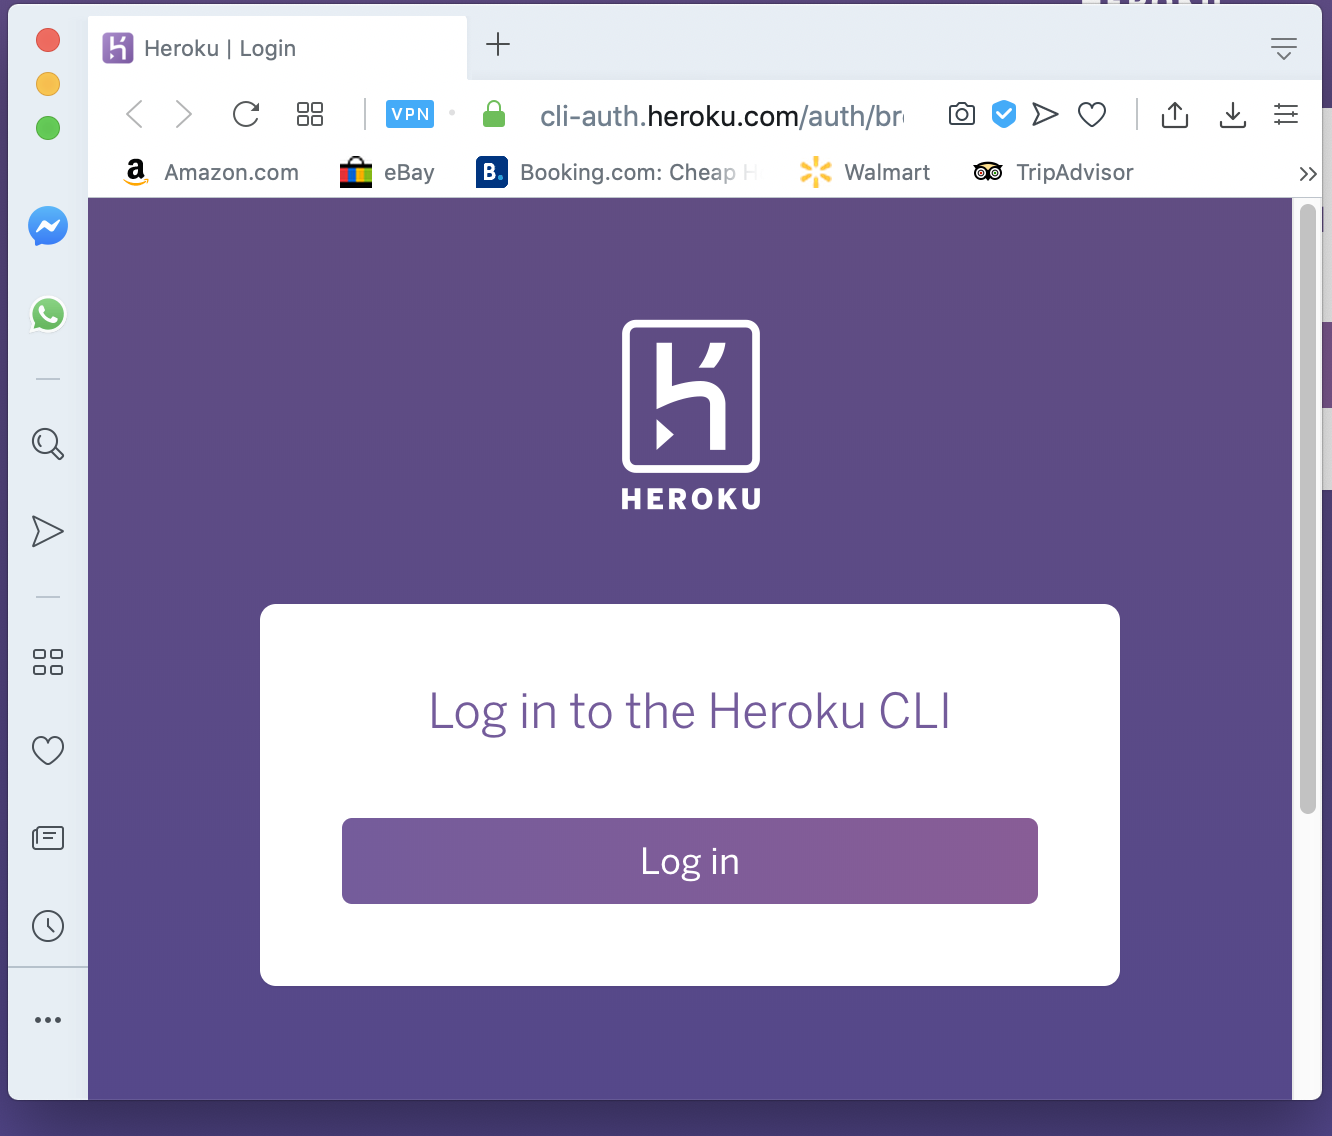 HEROKU
Heroku | Login
VPN
cli-auth.heroku.com/auth/br
Amazon.com
eBay
B.
Booking.com: Cheap H
Walmart
TripAdvisor
HEROKU
Log in to the Heroku CLI
Log in